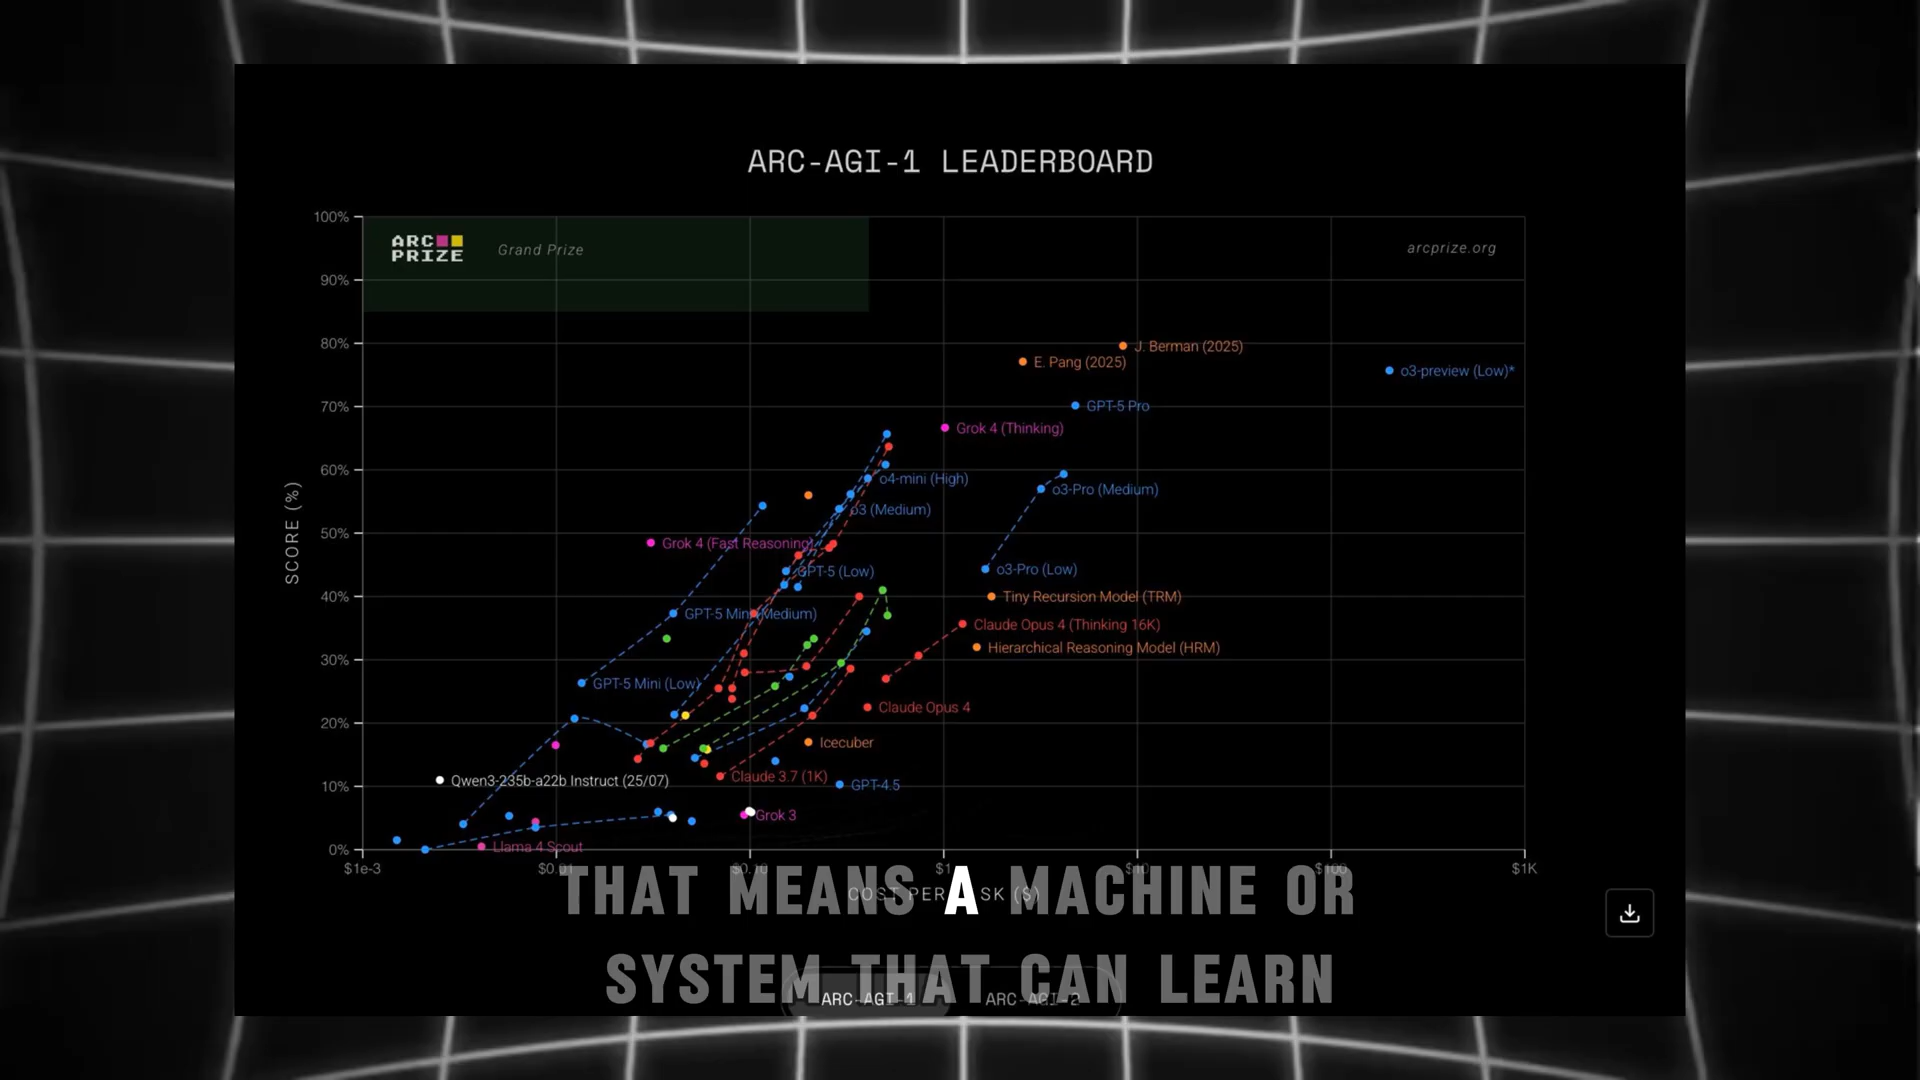 ARC-AGI-1 LEADERBOARD
100%
ARC PRIZE
Grand Prize
arcprize.org
90%
80%
J. Berman (2025)
E. Pang (2025)
o3-preview (Low)*
70%
GPT-5 Pro
Grok 4 (Thinking)
60%
o4-mini (High)
o3-Pro (Medium)
o3 (Medium)
50%
Grok 4 (Fast Reasoning)
GPT-5 (Low)
o3-Pro (Low)
40%
Tiny Recursion Model (TRM)
GPT-5 Mini (Medium)
Claude Opus 4 (Thinking 16K)
Hierarchical Reasoning Model (HRM)
30%
GPT-5 Mini (Low)
Claude Opus 4
20%
Icecuber
Claude 3.7 (1K)
Qwen3-235b-a22b Instruct (25/07)
GPT-4.5
10%
Grok 3
Llama 4 Scout
0%
SCORE (%)
$1e-3 $0.01 $0.10 $1 $10 $100 $1K
COST PER
SK ($)
THAT MEANS A MACHINE OR
SYSTEM THAT CAN LEARN
ARC-AGI-1 ARC-AGI-2